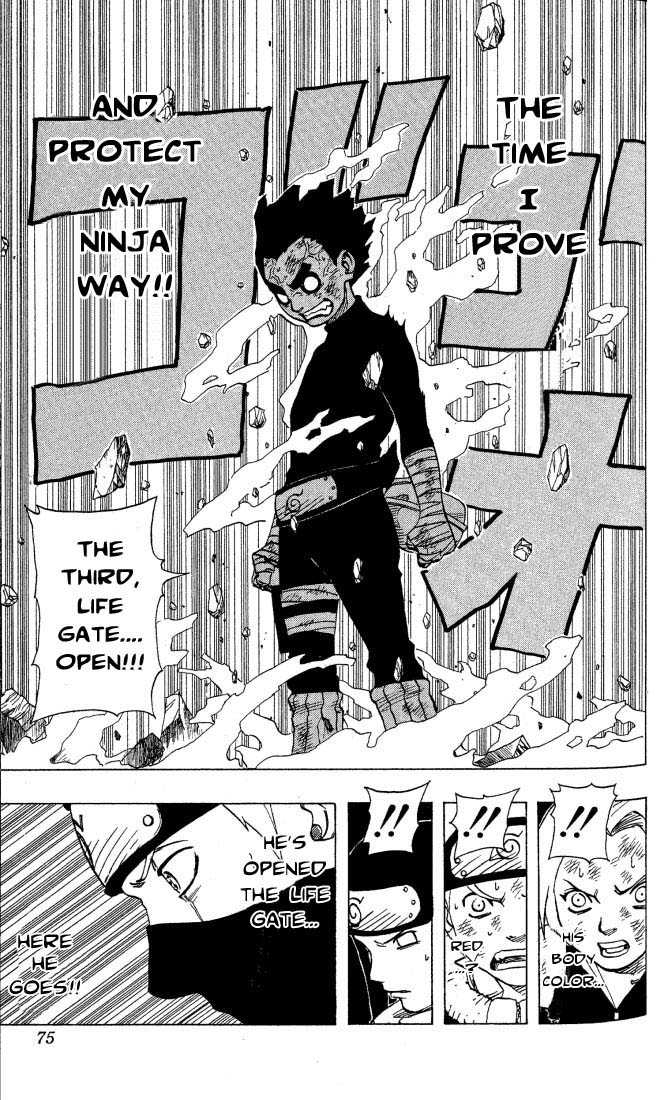 THE
TIME
I
PROVE
AND
PROTECT
MY
NINJA
WAY!!
THE
THIRD,
LIFE
GATE....
OPEN!!!
!!
HIS
BODY
COLOR...
!!
RED
?
!!
HE'S
OPENED
THE LIFE
GATE...
HERE
HE
GOES!!
75